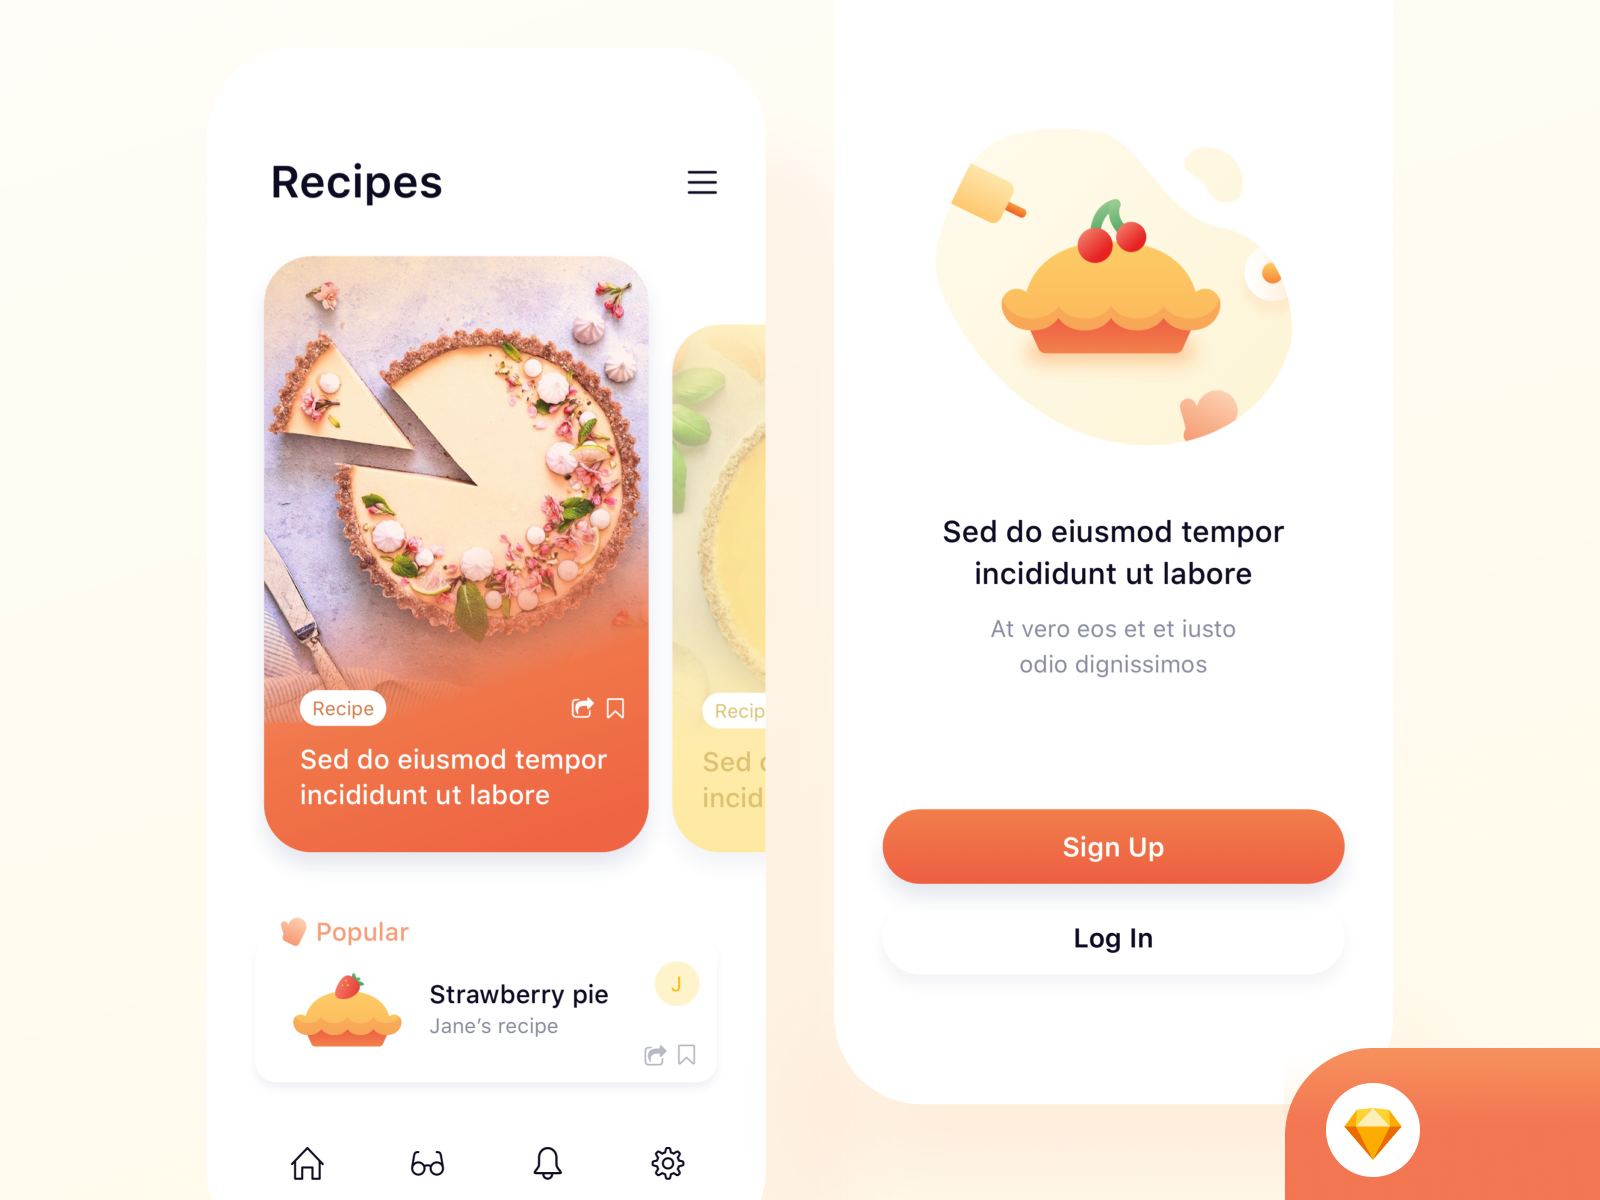 Recipes
Recipe
Sed do eiusmod tempor
incididunt ut labore
Recip
Sed
incid
Popular
Strawberry pie
Jane’s recipe
J
Sed do eiusmod tempor
incididunt ut labore
At vero eos et et iusto
odio dignissimos
Sign Up
Log In